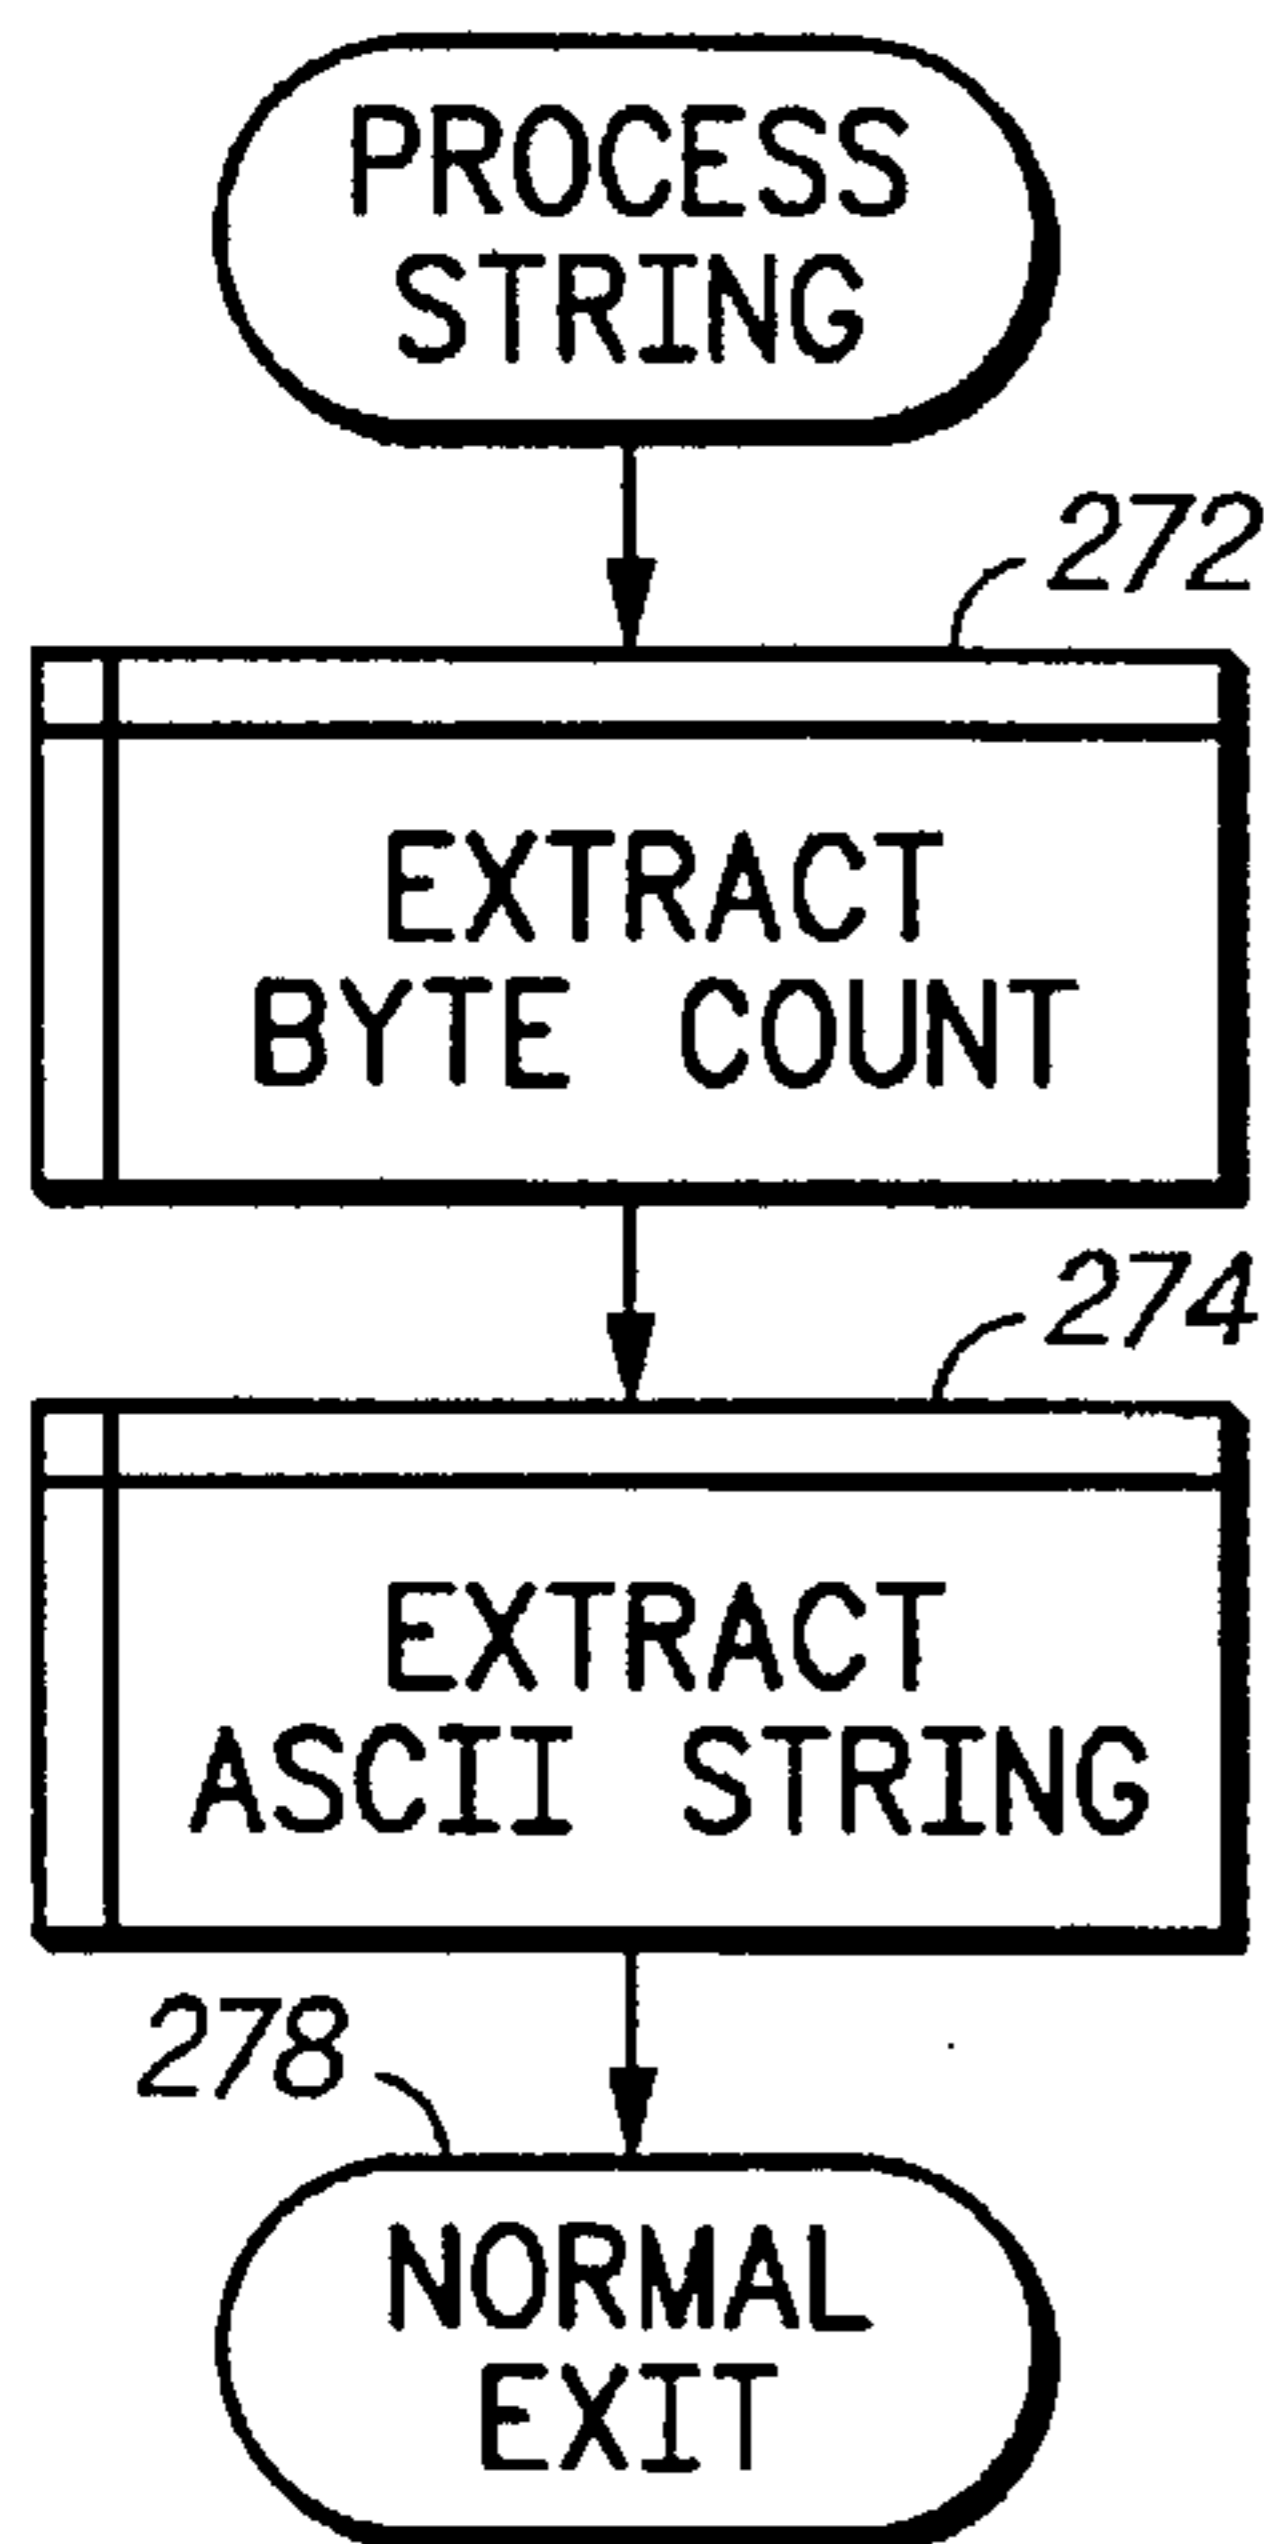 PROCESS
STRING
272
EXTRACT
BYTE COUNT
274
EXTRACT
ASCII STRING
278
NORMAL
EXIT